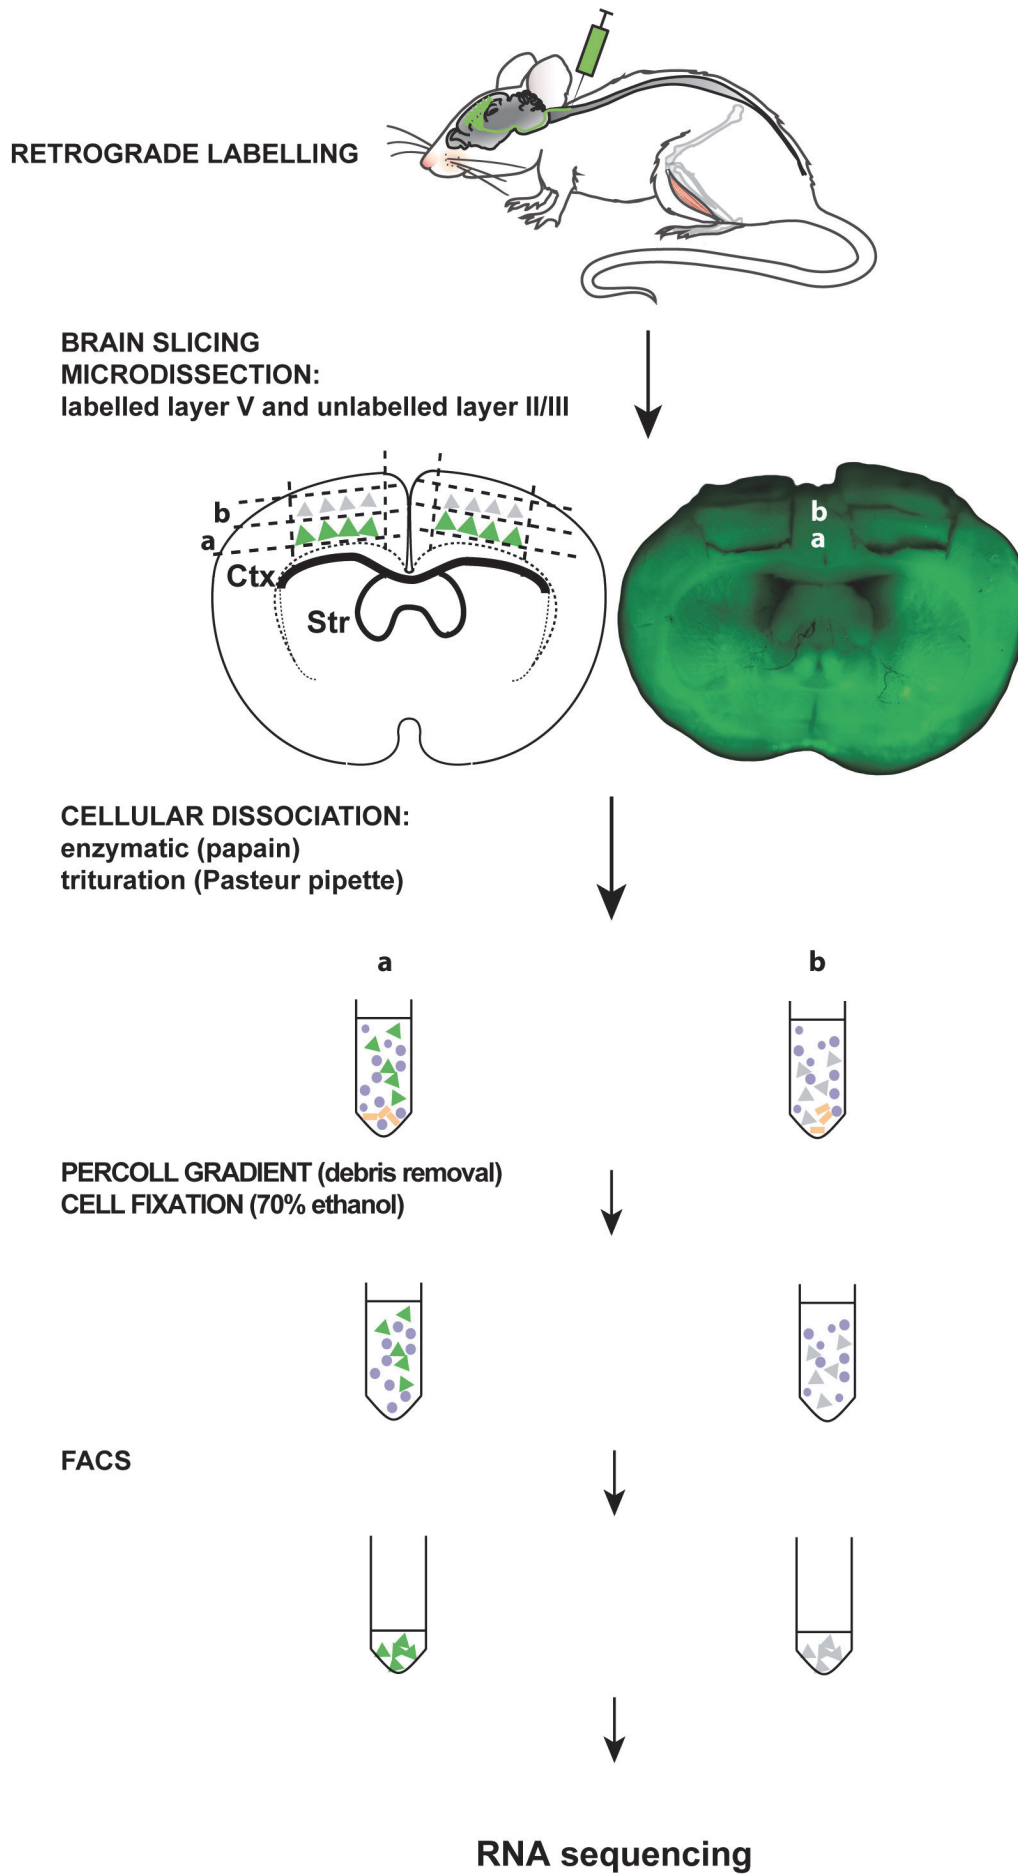 RETROGRADE LABELLING
BRAIN SLICING
MICRODISSECTION:
labelled layer V and unlabelled layer II/III
b
a
Ctx
Str
b
a
CELLULAR DISSOCIATION:
enzymatic (papain)
trituration (Pasteur pipette)
a
b
PERCOLL GRADIENT (debris removal)
CELL FIXATION (70% ethanol)
FACS
RNA sequencing